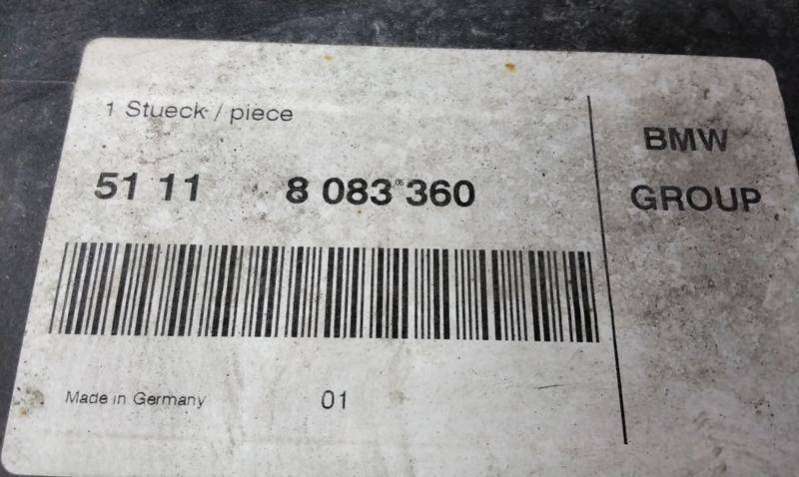 1 Stueck / piece
51 11 8 083 360
BMW
GROUP
Made in Germany 01